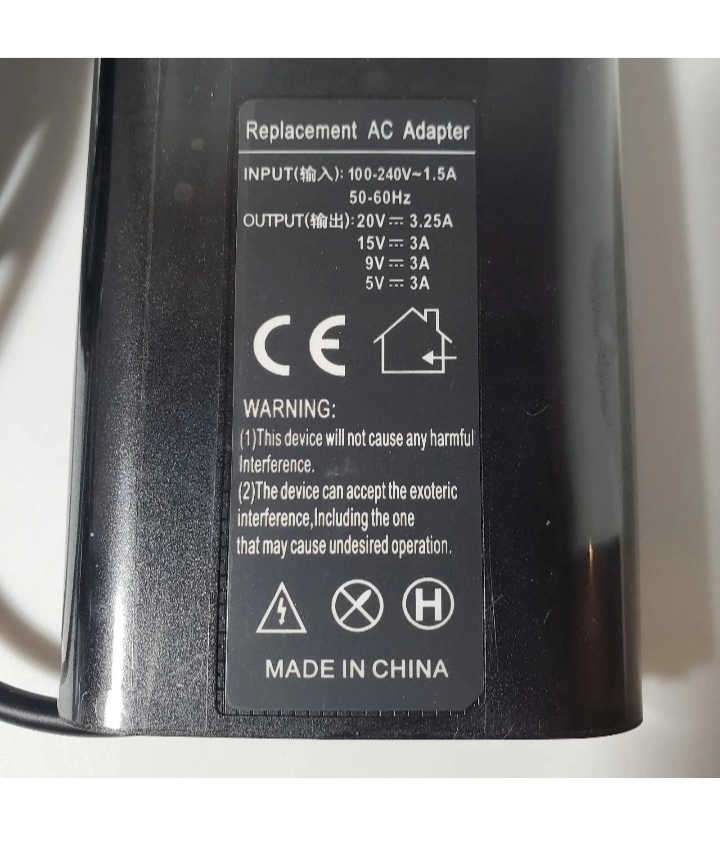 Replacement AC Adapter
INPUT(输入): 100-240V~1.5A
50-60Hz
OUTPUT(输出): 20V⎓ 3.25A
15V⎓ 3A
9V⎓ 3A
5V⎓ 3A
CE
WARNING:
(1)This device will not cause any harmful
Interference.
(2)The device can accept the exoteric
interference,Including the one
that may cause undesired operation.
H
MADE IN CHINA